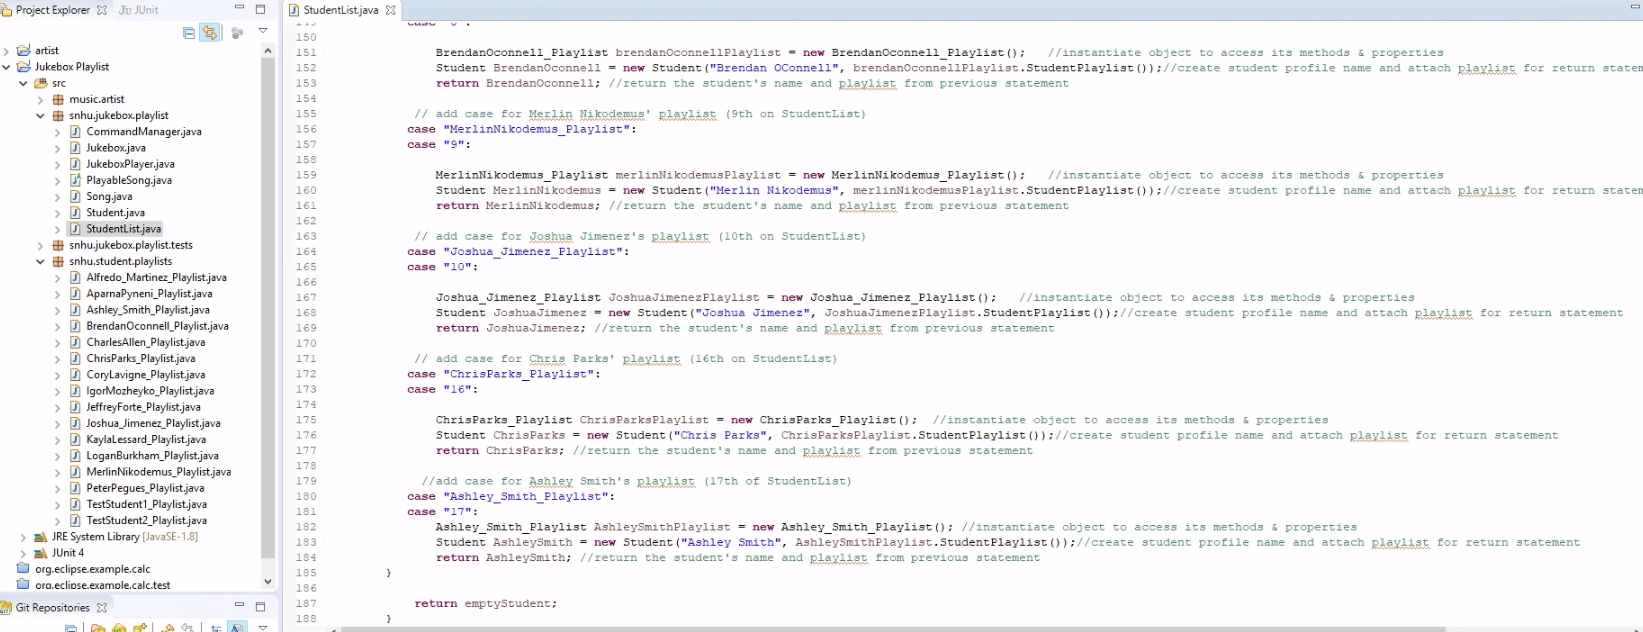 Project Explorer
JUnit
artist
Jukebox Playlist
src
music.artist
snhu.jukebox.playlist
CommandManager.java
Jukebox.java
JukeboxPlayer.java
PlayableSong.java
Song.java
Student.java
StudentList.java
snhu.jukebox.playlist.tests
snhu.student.playlists
Alfredo_Martinez_Playlist.java
AparnaPyneni_Playlist.java
Ashley_Smith_Playlist.java
BrendanOconnell_Playlist.java
CharlesAllen_Playlist.java
ChrisParks_Playlist.java
CoryLavigne_Playlist.java
IgorMozheyko_Playlist.java
JeffreyForte_Playlist.java
Joshua_Jimenez_Playlist.java
KaylaLessard_Playlist.java
LoganBurkham_Playlist.java
MerlinNikodemus_Playlist.java
PeterPegues_Playlist.java
TestStudent1_Playlist.java
TestStudent2_Playlist.java
JRE System Library [JavaSE-1.8]
JUnit 4
org.eclipse.example.calc
org.eclipse.example.calc.test
Git Repositories
StudentList.java
150
151 BrendanOconnell_Playlist brendanOconnellPlaylist = new BrendanOconnell_Playlist(); //instantiate object to access its methods & properties
152 Student BrendanOconnell = new Student("Brendan OConnell", brendanOconnellPlaylist.StudentPlaylist());//create student profile name and attach playlist for return statem
153 return BrendanOconnell; //return the student's name and playlist from previous statement
154
155 // add case for Merlin Nikodemus' playlist (9th on StudentList)
156 case "MerlinNikodemus_Playlist":
157 case "9":
158
159 MerlinNikodemus_Playlist merlinNikodemusPlaylist = new MerlinNikodemus_Playlist(); //instantiate object to access its methods & properties
160 Student MerlinNikodemus = new Student("Merlin Nikodemus", merlinNikodemusPlaylist.StudentPlaylist());//create student profile name and attach playlist for return statem
161 return MerlinNikodemus; //return the student's name and playlist from previous statement
162
163 // add case for Joshua Jimenez's playlist (10th on StudentList)
164 case "Joshua_Jimenez_Playlist":
165 case "10":
166
167 Joshua_Jimenez_Playlist JoshuaJimenezPlaylist = new Joshua_Jimenez_Playlist(); //instantiate object to access its methods & properties
168 Student JoshuaJimenez = new Student("Joshua Jimenez", JoshuaJimenezPlaylist.StudentPlaylist());//create student profile name and attach playlist for return statement
169 return JoshuaJimenez; //return the student's name and playlist from previous statement
170
171 // add case for Chris Parks' playlist (16th on StudentList)
172 case "ChrisParks_Playlist":
173 case "16":
174
175 ChrisParks_Playlist ChrisParksPlaylist = new ChrisParks_Playlist(); //instantiate object to access its methods & properties
176 Student ChrisParks = new Student("Chris Parks", ChrisParksPlaylist.StudentPlaylist());//create student profile name and attach playlist for return statement
177 return ChrisParks; //return the student's name and playlist from previous statement
178
179 //add case for Ashley Smith's playlist (17th of StudentList)
180 case "Ashley_Smith_Playlist":
181 case "17":
182 Ashley_Smith_Playlist AshleySmithPlaylist = new Ashley_Smith_Playlist(); //instantiate object to access its methods & properties
183 Student AshleySmith = new Student("Ashley Smith", AshleySmithPlaylist.StudentPlaylist());//create student profile name and attach playlist for return statement
184 return AshleySmith; //return the student's name and playlist from previous statement
185 }
186
187 return emptyStudent;
188 }